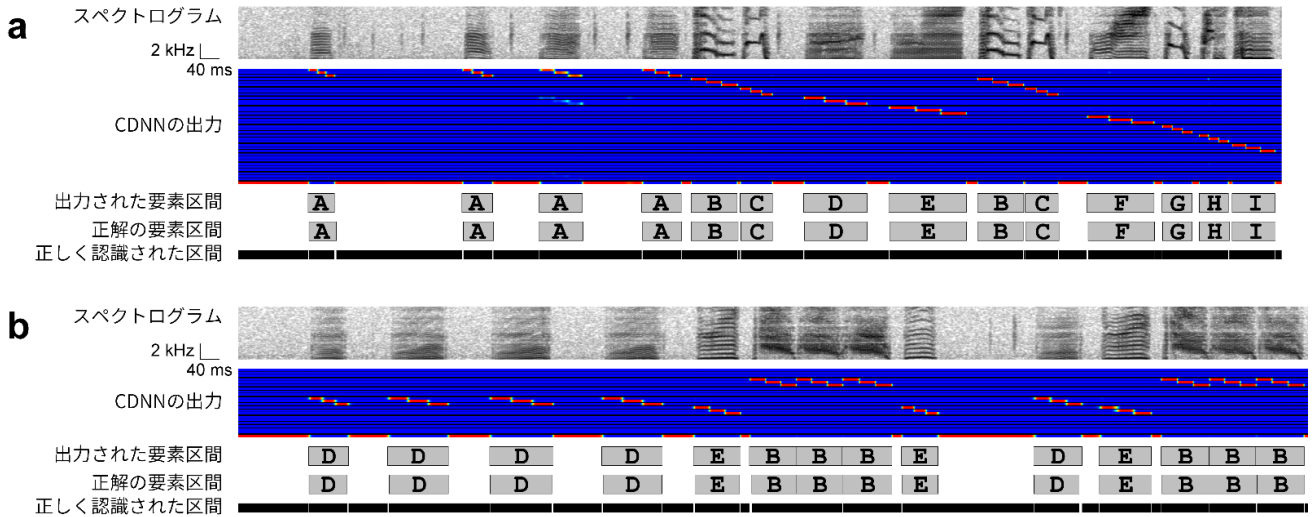 a
スペクトログラム
2 kHz
40 ms
CDNNの出力
出力された要素区間
A A A A B C D E B C F G H I
正解の要素区間
A A A A B C D E B C F G H I
正しく認識された区間
b
スペクトログラム
2 kHz
40 ms
CDNNの出力
出力された要素区間
D D D D E B B B E D E B B B
正解の要素区間
D D D D E B B B E D E B B B
正しく認識された区間